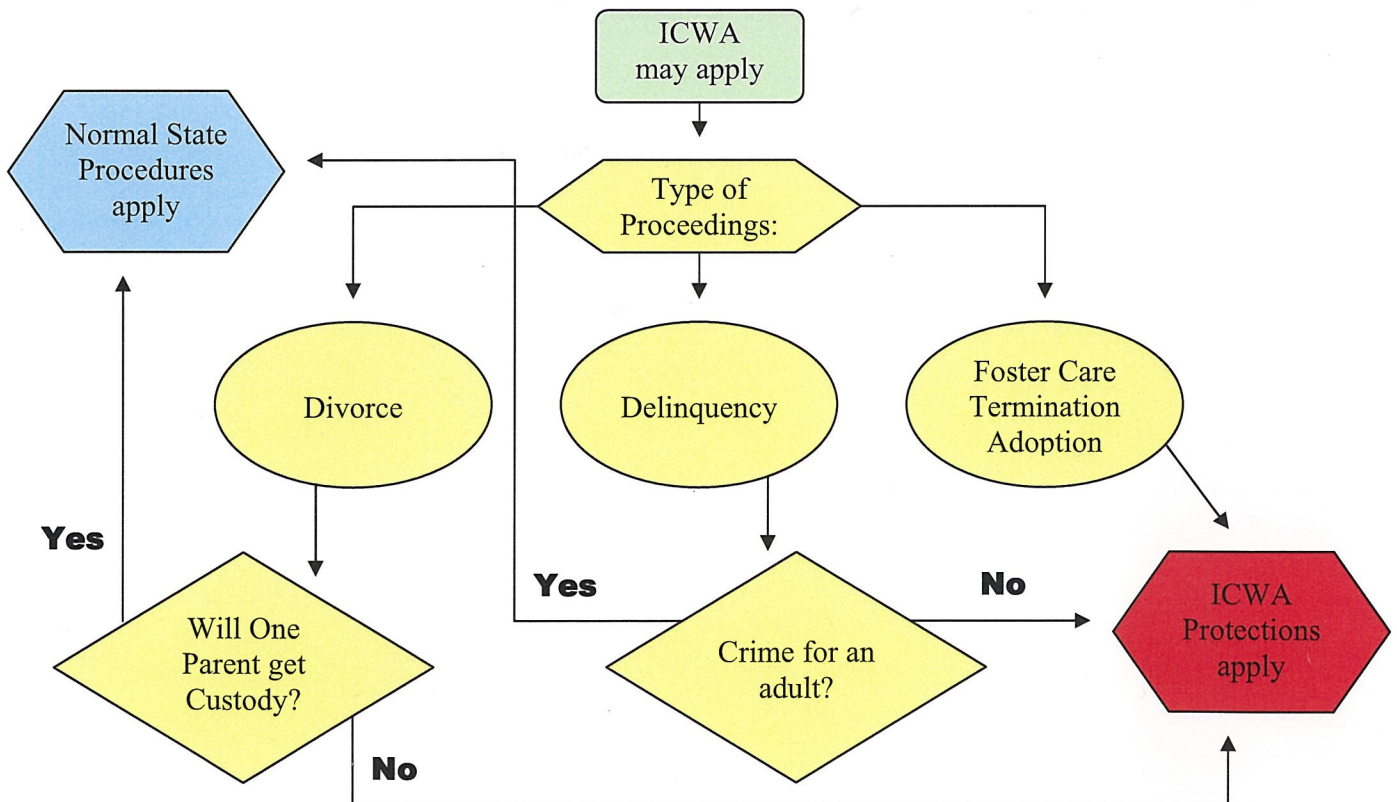 ICWA
may apply
Normal State
Procedures
apply
Type of
Proceedings:
Divorce
Delinquency
Foster Care
Termination
Adoption
Yes
Will One
Parent get
Custody?
No
Yes
Crime for an
adult?
No
ICWA
Protections
apply